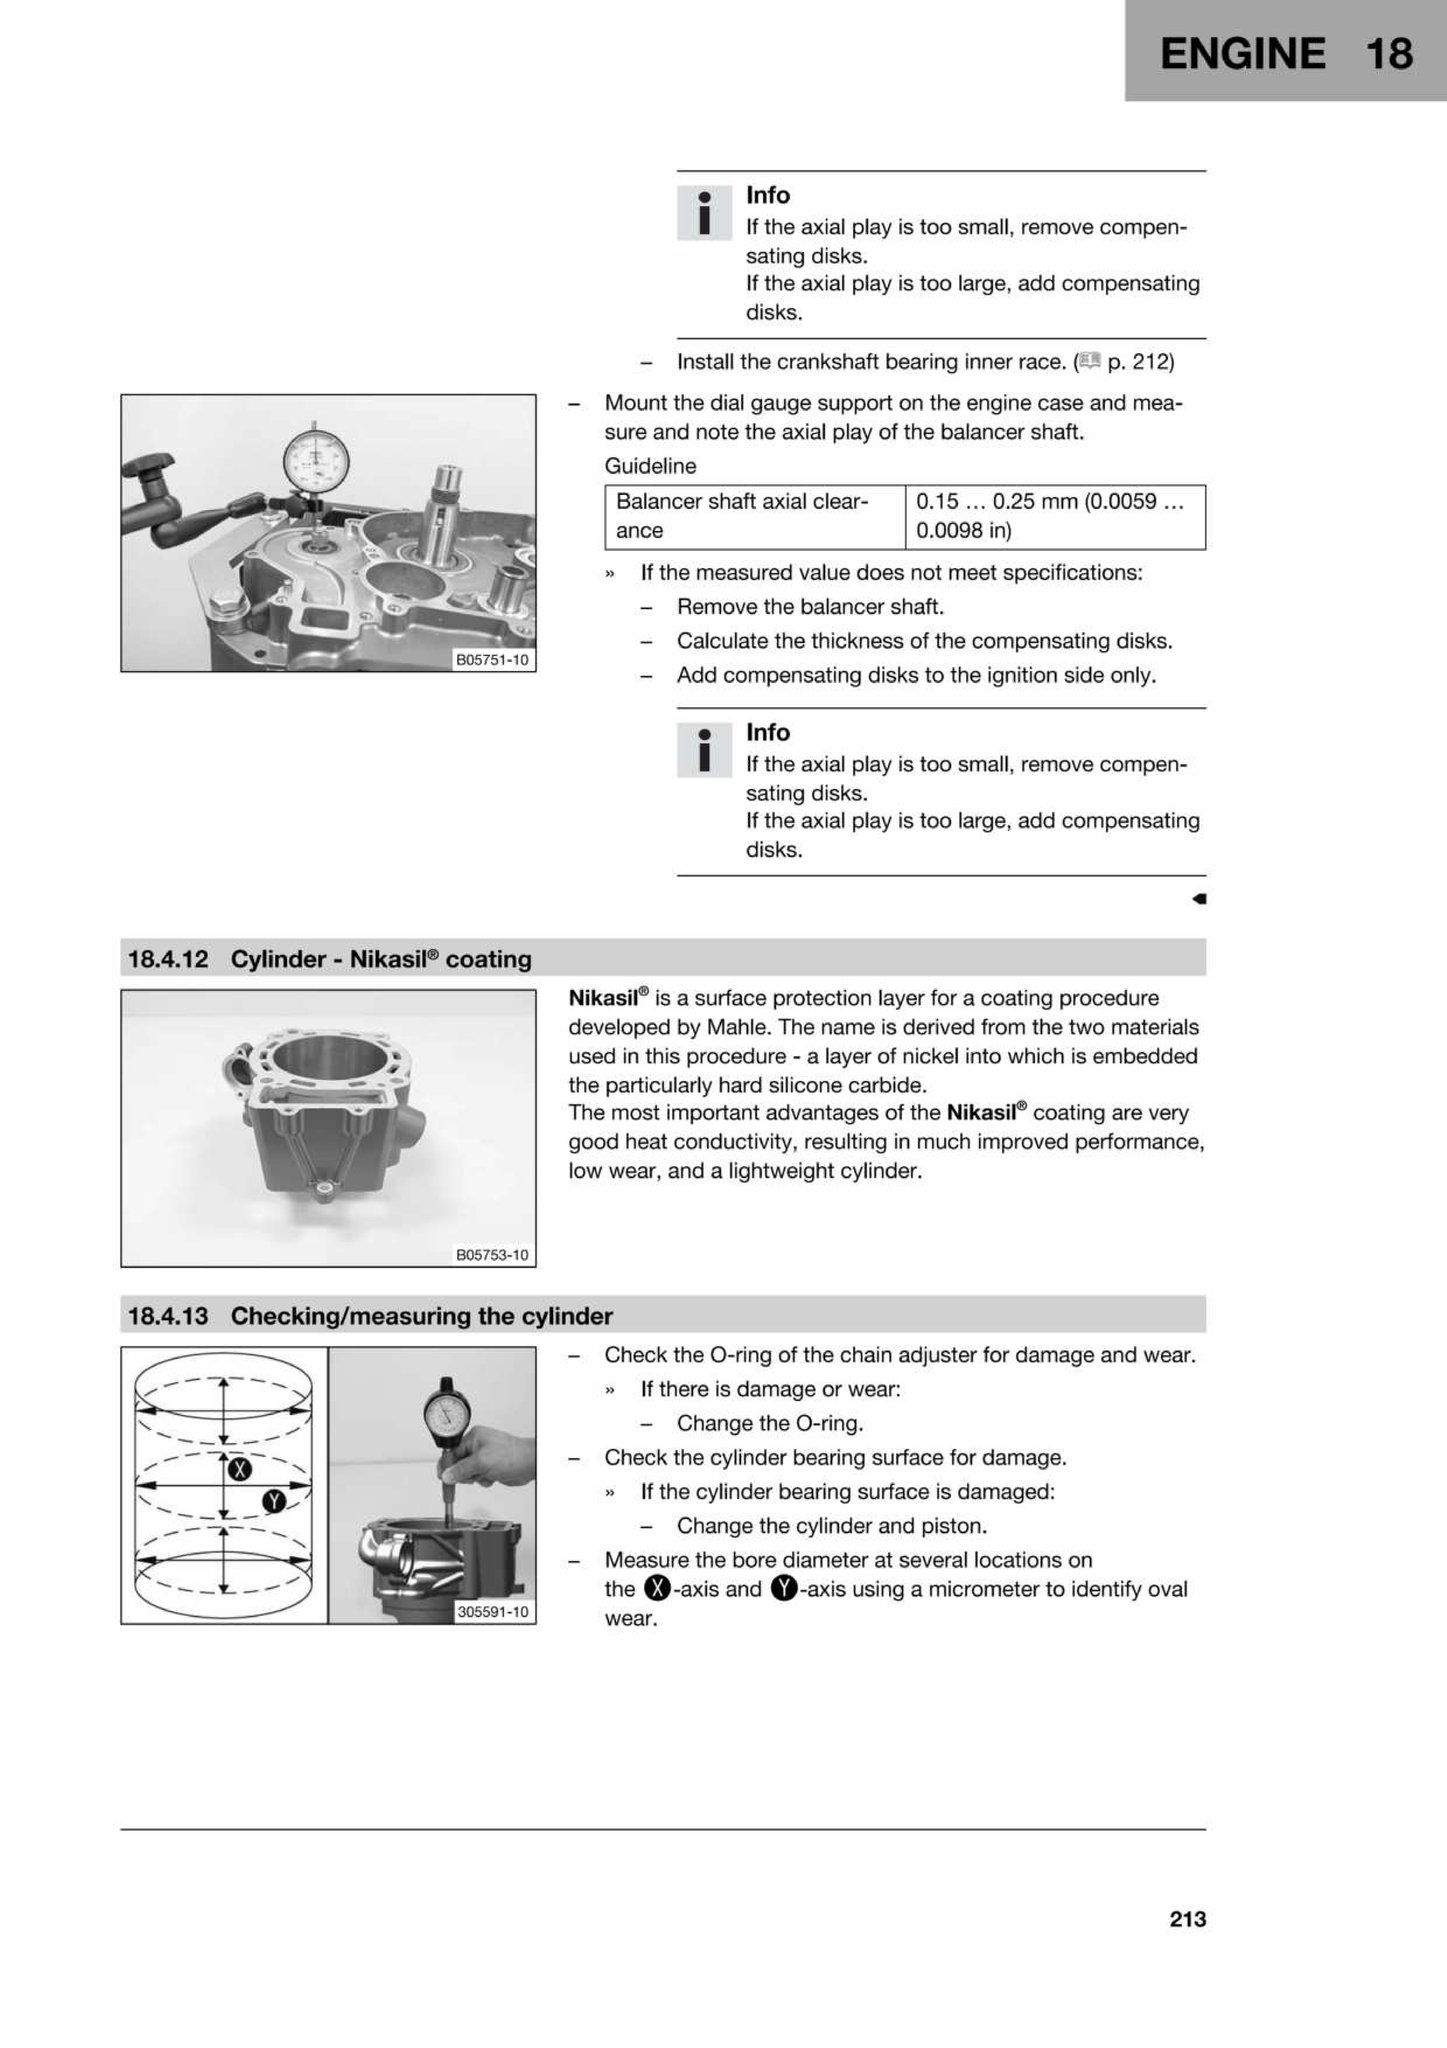 ENGINE 18
Info
If the axial play is too small, remove compen-
sating disks.
If the axial play is too large, add compensating
disks.
– Install the crankshaft bearing inner race. ( p. 212)
– Mount the dial gauge support on the engine case and mea-
sure and note the axial play of the balancer shaft.
Guideline
Balancer shaft axial clear- 0.15 … 0.25 mm (0.0059 …
ance 0.0098 in)
» If the measured value does not meet specifications:
– Remove the balancer shaft.
– Calculate the thickness of the compensating disks.
– Add compensating disks to the ignition side only.
B05751-10
Info
If the axial play is too small, remove compen-
sating disks.
If the axial play is too large, add compensating
disks.
18.4.12 Cylinder - Nikasil® coating
Nikasil® is a surface protection layer for a coating procedure
developed by Mahle. The name is derived from the two materials
used in this procedure - a layer of nickel into which is embedded
the particularly hard silicone carbide.
The most important advantages of the Nikasil® coating are very
good heat conductivity, resulting in much improved performance,
low wear, and a lightweight cylinder.
B05753-10
18.4.13 Checking/measuring the cylinder
– Check the O-ring of the chain adjuster for damage and wear.
» If there is damage or wear:
– Change the O-ring.
– Check the cylinder bearing surface for damage.
» If the cylinder bearing surface is damaged:
– Change the cylinder and piston.
– Measure the bore diameter at several locations on
the X-axis and Y-axis using a micrometer to identify oval
wear.
X
Y
305591-10
213